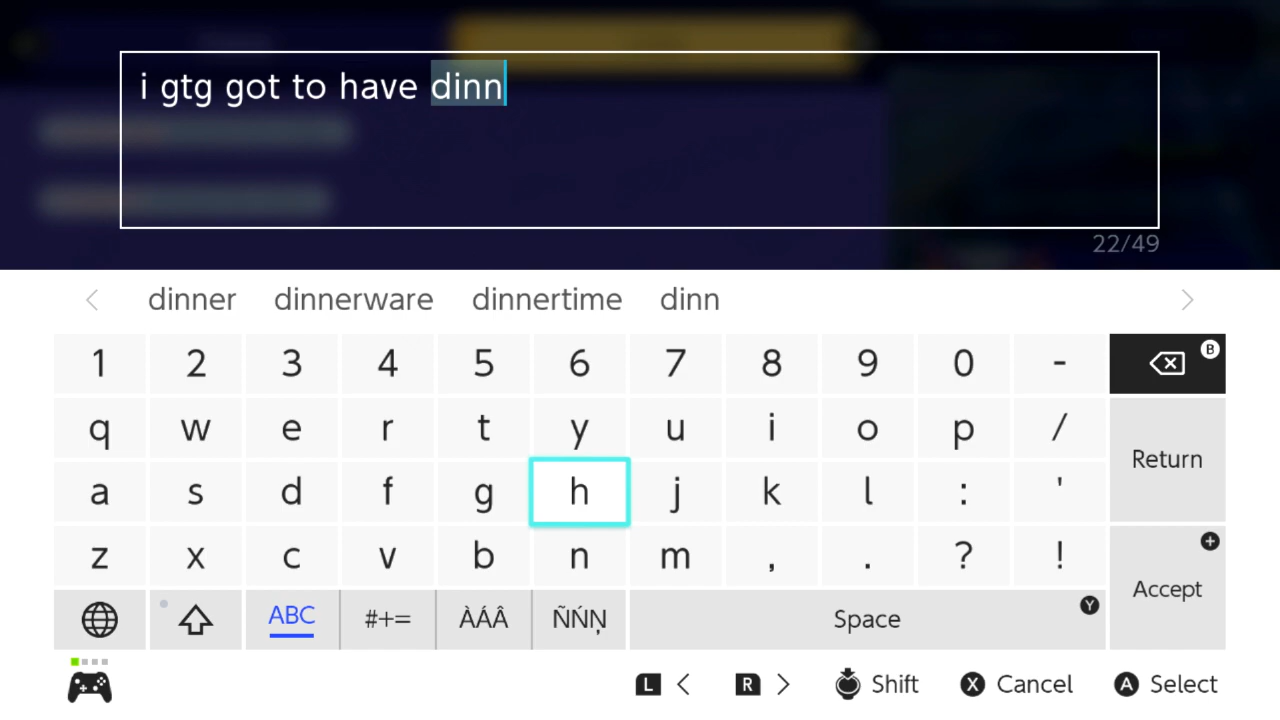 i gtg got to have dinn
22/49
< dinner dinnerware dinnertime dinn >
1 2 3 4 5 6 7 8 9 0 - B
q w e r t y u i o p /
Return
a s d f g h j k l : '
z x c v b n m , . ? ! +
Accept
ABC #+= ÀÁÂ ÑŃŅ Space Y
L < R > Shift X Cancel A Select